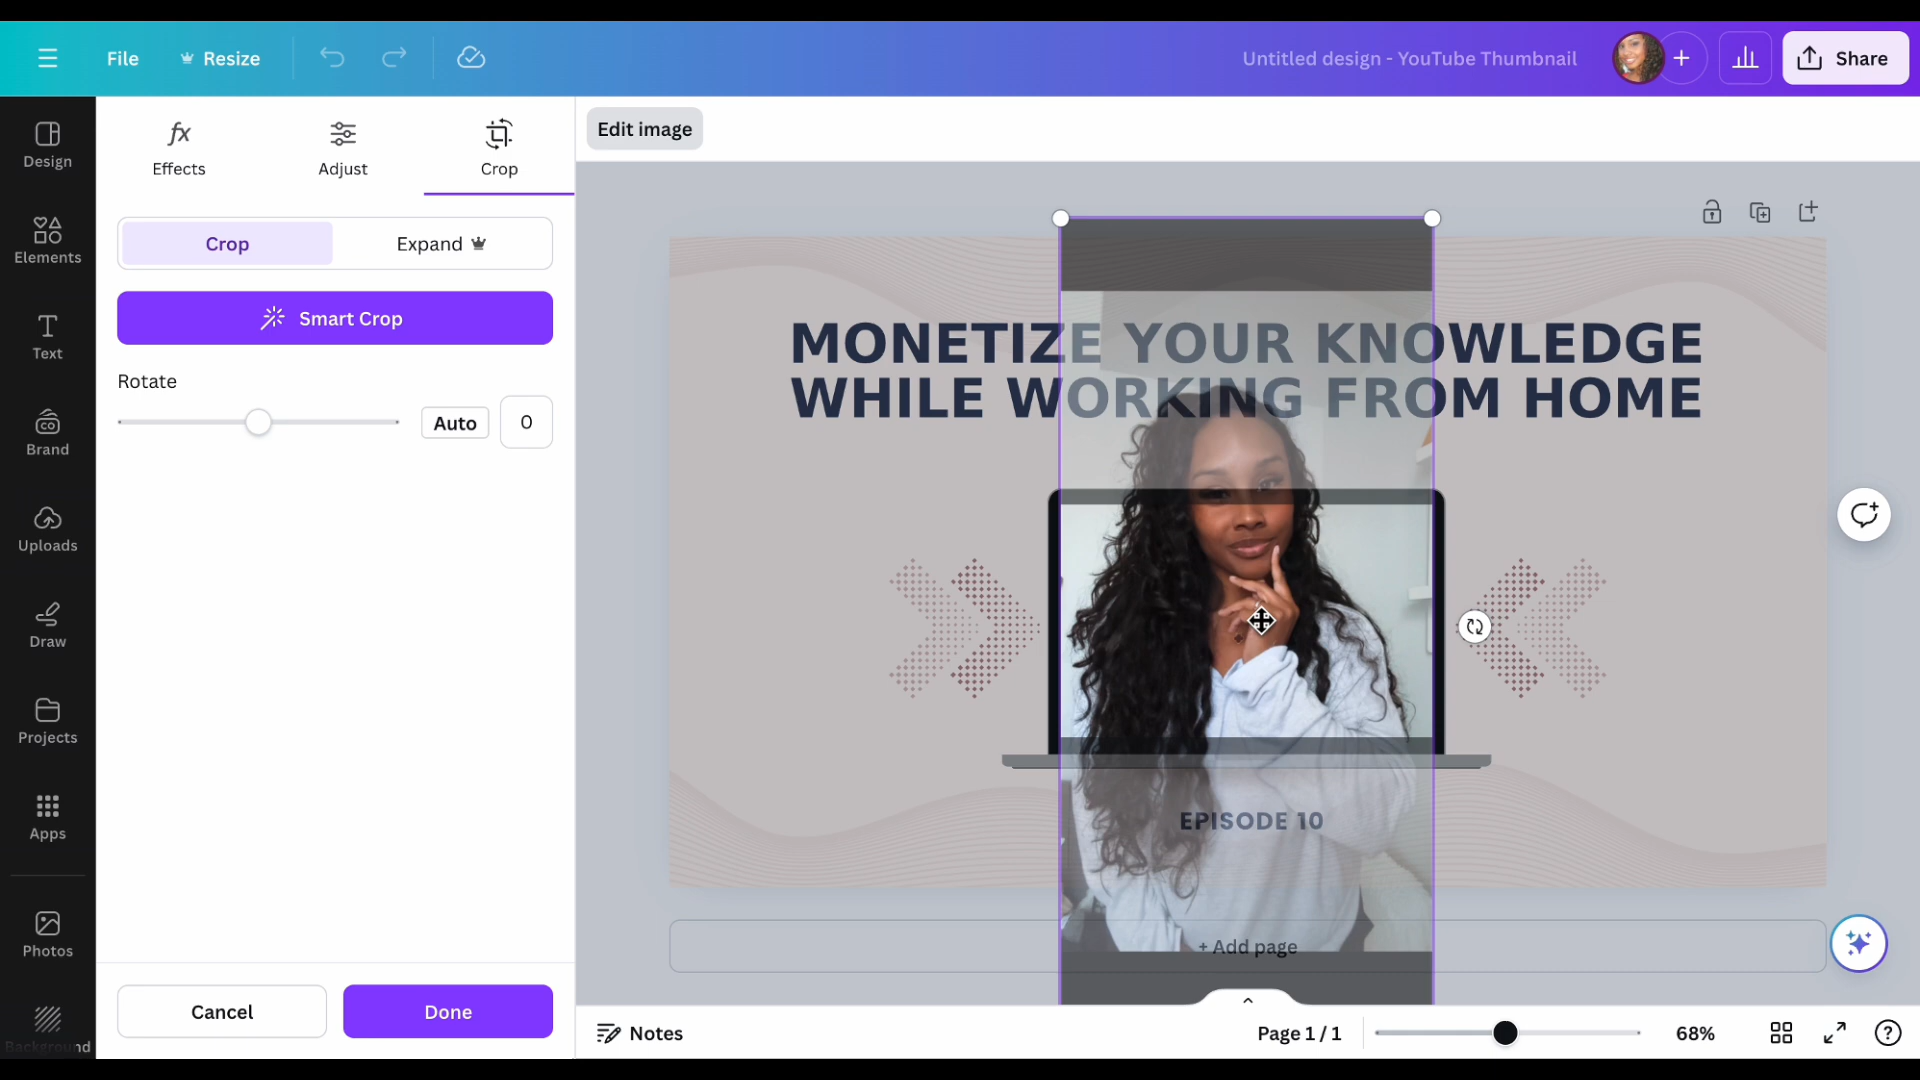 File
Resize
Untitled design - YouTube Thumbnail
Share
Design
Elements
Text
Brand
Uploads
Draw
Projects
Apps
Photos
Background
fx
Effects
Adjust
Crop
Crop
Expand
Smart Crop
Rotate
Auto
0
Cancel
Done
Edit image
MONETIZE YOUR KNOWLEDGE
WHILE WORKING FROM HOME
EPISODE 10
+ Add page
Notes
Page 1 / 1
68%